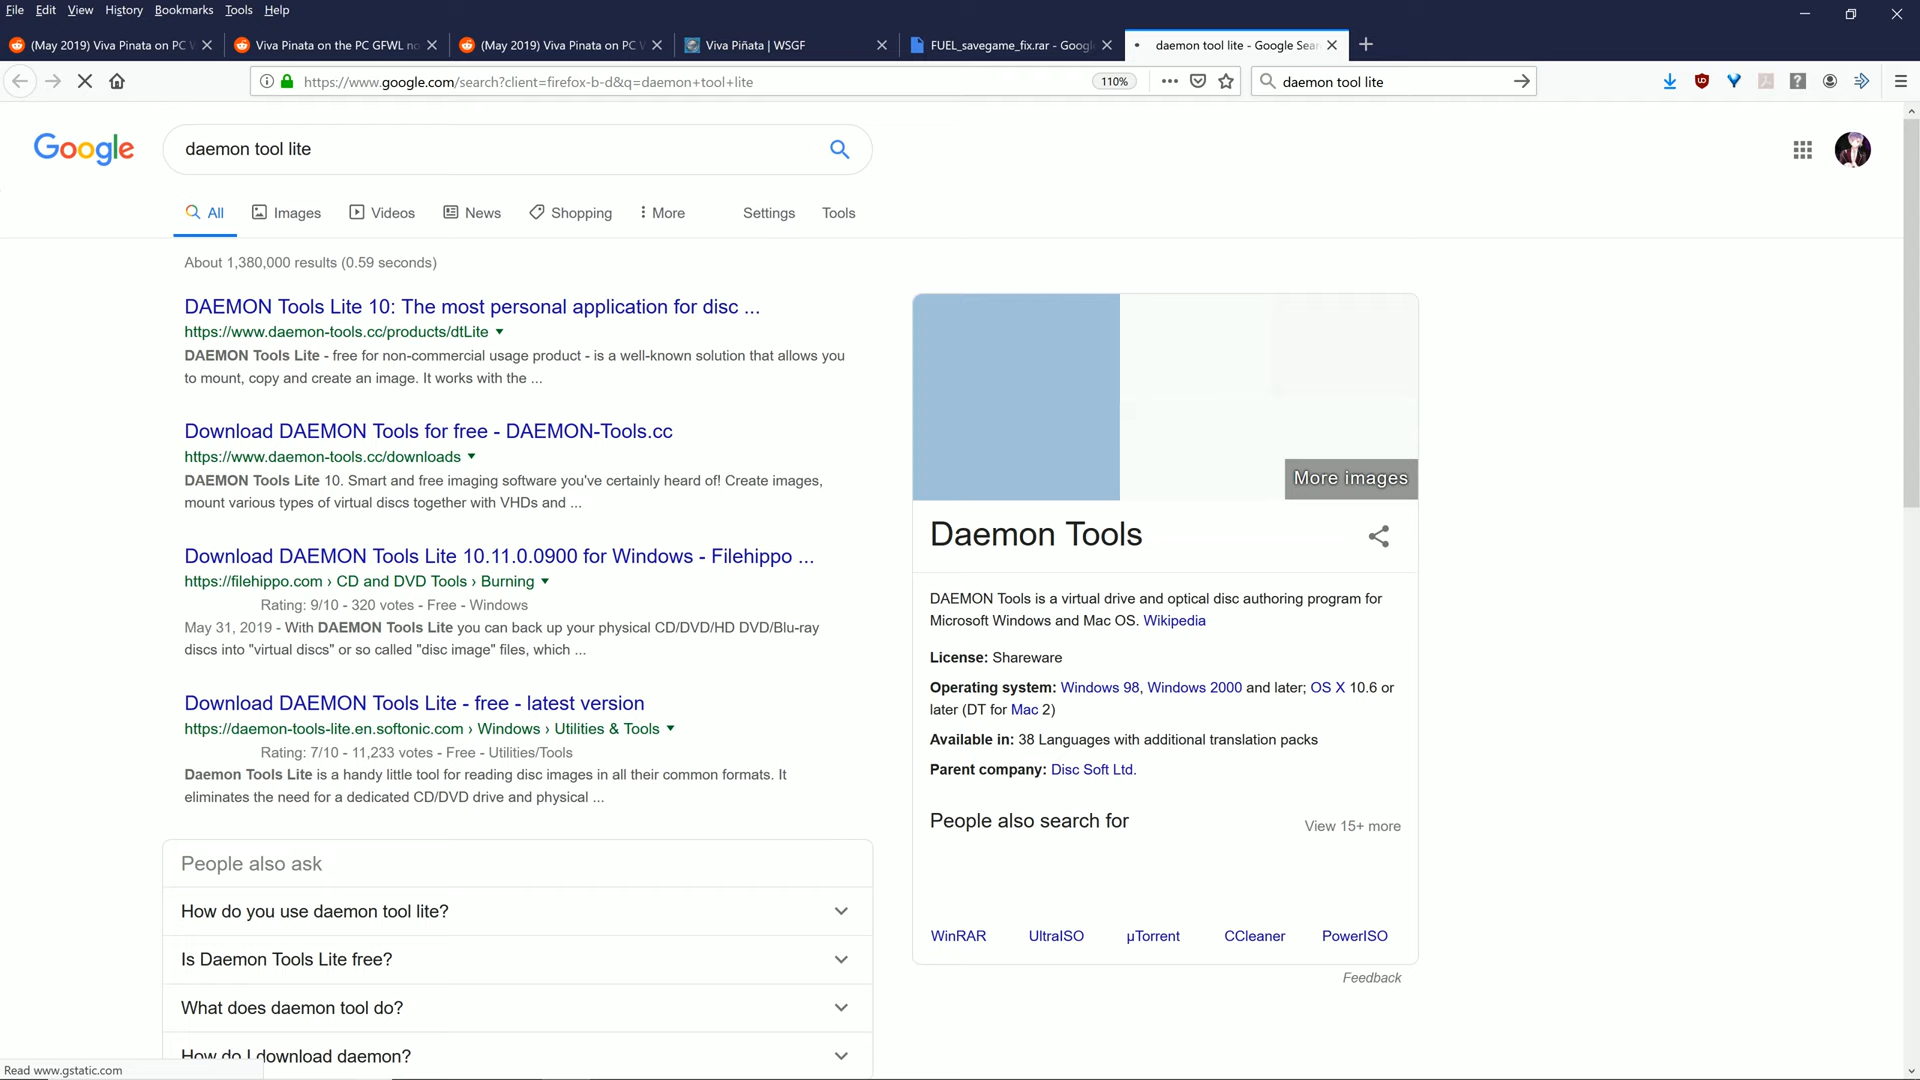 File Edit View History Bookmarks Tools Help
(May 2019) Viva Pinata on PC
Viva Pinata on the PC GFWL no
(May 2019) Viva Pinata on PC
Viva Piñata | WSGF
FUEL_savegame_fix.rar - Googl
daemon tool lite - Google Sear
https://www.google.com/search?client=firefox-b-d&q=daemon+tool+lite
110%
daemon tool lite
Google
daemon tool lite
All Images Videos News Shopping More Settings Tools
About 1,380,000 results (0.59 seconds)
DAEMON Tools Lite 10: The most personal application for disc ...
https://www.daemon-tools.cc/products/dtLite
DAEMON Tools Lite - free for non-commercial usage product - is a well-known solution that allows you
to mount, copy and create an image. It works with the ...
Download DAEMON Tools for free - DAEMON-Tools.cc
https://www.daemon-tools.cc/downloads
DAEMON Tools Lite 10. Smart and free imaging software you've certainly heard of! Create images,
mount various types of virtual discs together with VHDs and ...
Download DAEMON Tools Lite 10.11.0.0900 for Windows - Filehippo ...
https://filehippo.com › CD and DVD Tools › Burning
Rating: 9/10 - 320 votes - Free - Windows
May 31, 2019 - With DAEMON Tools Lite you can back up your physical CD/DVD/HD DVD/Blu-ray
discs into "virtual discs" or so called "disc image" files, which ...
Download DAEMON Tools Lite - free - latest version
https://daemon-tools-lite.en.softonic.com › Windows › Utilities & Tools
Rating: 7/10 - 11,233 votes - Free - Utilities/Tools
Daemon Tools Lite is a handy little tool for reading disc images in all their common formats. It
eliminates the need for a dedicated CD/DVD drive and physical ...
People also ask
How do you use daemon tool lite?
Is Daemon Tools Lite free?
What does daemon tool do?
How do I download daemon?
More images
Daemon Tools
DAEMON Tools is a virtual drive and optical disc authoring program for
Microsoft Windows and Mac OS. Wikipedia
License: Shareware
Operating system: Windows 98, Windows 2000 and later; OS X 10.6 or
later (DT for Mac 2)
Available in: 38 Languages with additional translation packs
Parent company: Disc Soft Ltd.
People also search for
View 15+ more
WinRAR UltraISO µTorrent CCleaner PowerISO
Feedback
Read www.gstatic.com